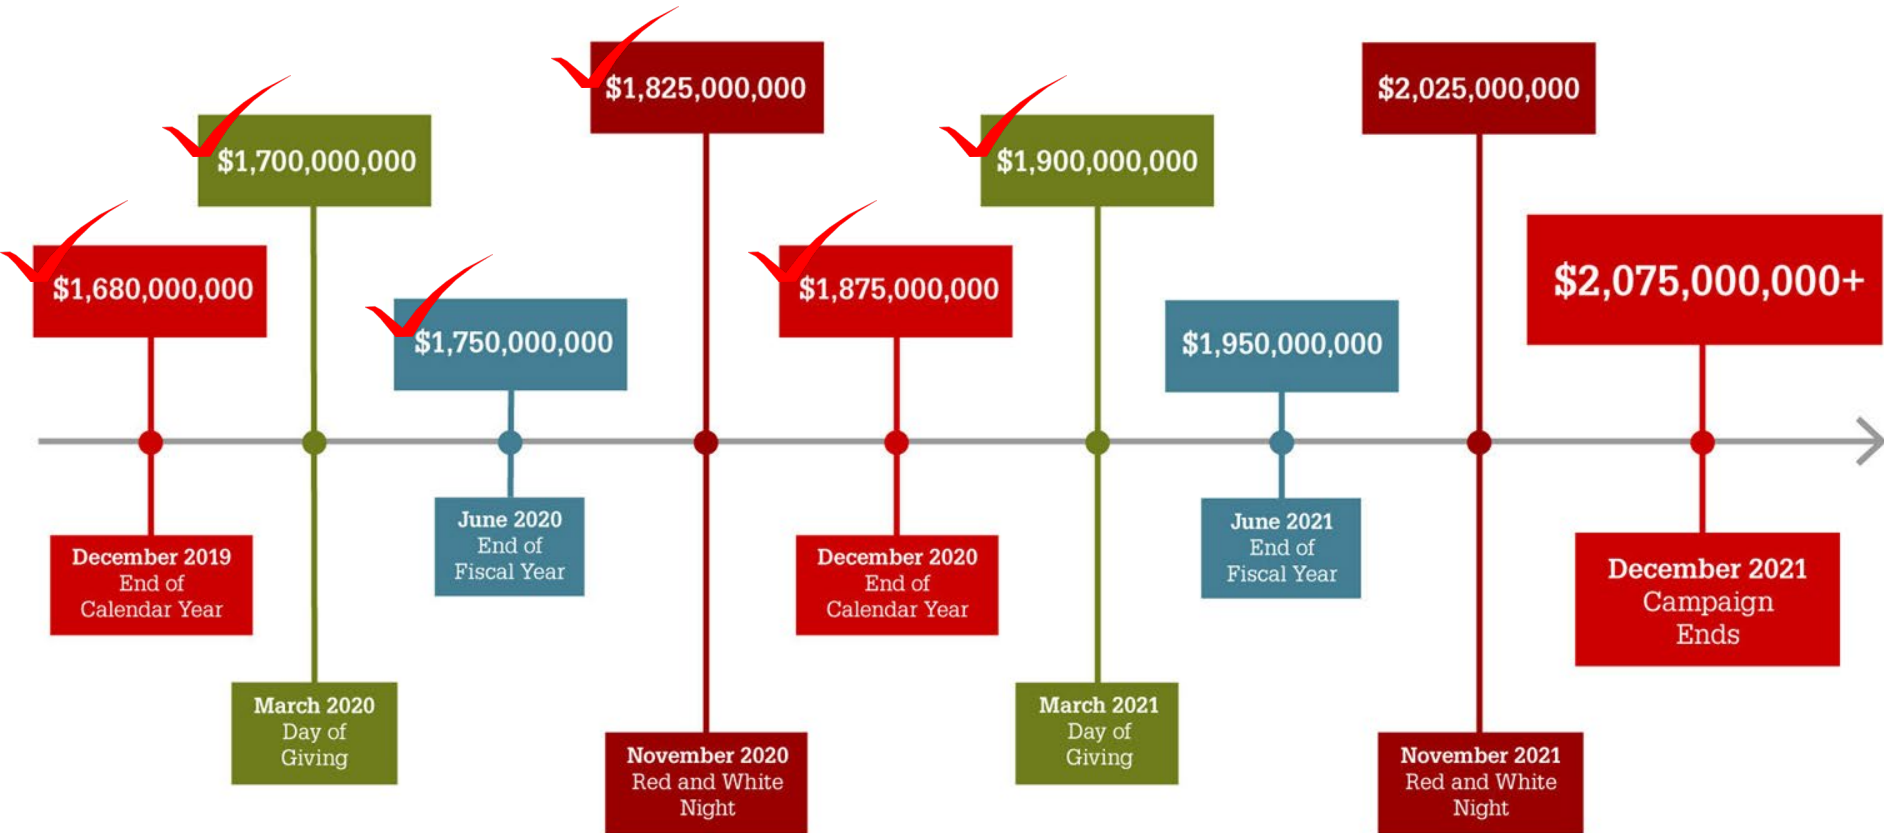 $1,680,000,000
$1,700,000,000
$1,750,000,000
$1,825,000,000
$1,875,000,000
$1,900,000,000
$1,950,000,000
$2,025,000,000
$2,075,000,000+
December 2019
End of
Calendar Year
March 2020
Day of
Giving
June 2020
End of
Fiscal Year
November 2020
Red and White
Night
December 2020
End of
Calendar Year
March 2021
Day of
Giving
June 2021
End of
Fiscal Year
November 2021
Red and White
Night
December 2021
Campaign
Ends